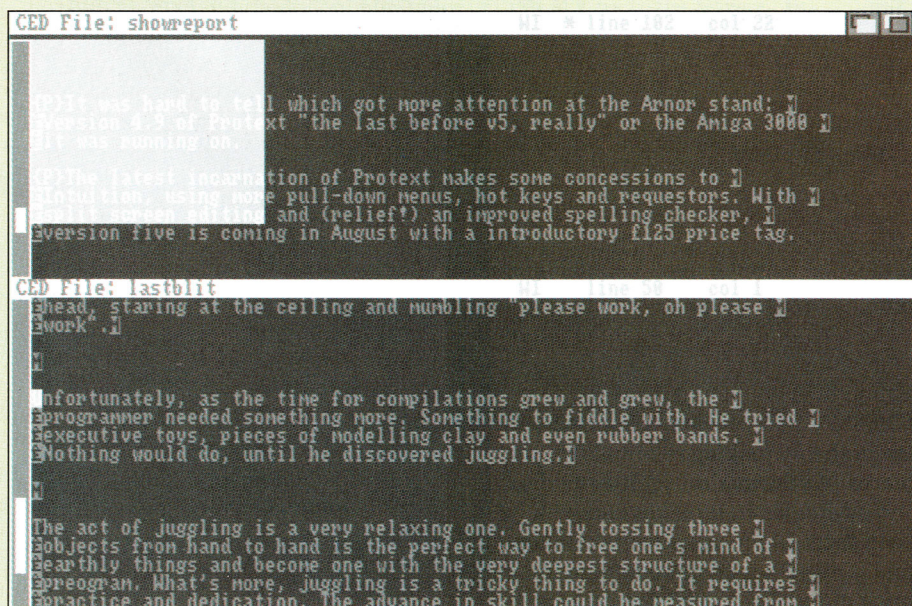 CED File: showreport WI * line 102 col 22
{P}It was hard to tell which got more attention at the Arnor stand:
Version 4.9 of Protext "the last before v5, really" or the Amiga 3000
it was running on.
{P}The latest incarnation of Protext makes some concessions to
Intuition, using more pull-down menus, hot keys and requestors. With
split screen editing and (relief!) an improved spelling checker,
version five is coming in August with a introductory £125 price tag.
CED File: lastblit WI line 50 col 1
head, staring at the ceiling and mumbling "please work, oh please
work".
nfortunately, as the time for compilations grew and grew, the
programmer needed something more. Something to fiddle with. He tried
executive toys, pieces of modelling clay and even rubber bands.
Nothing would do, until he discovered juggling.
The act of juggling is a very relaxing one. Gently tossing three
objects from hand to hand is the perfect way to free one's mind of
earthly things and become one with the very deepest structure of a
preogram. What's more, juggling is a tricky thing to do. It requires
practice and dedication. The advance in skill could be measured from